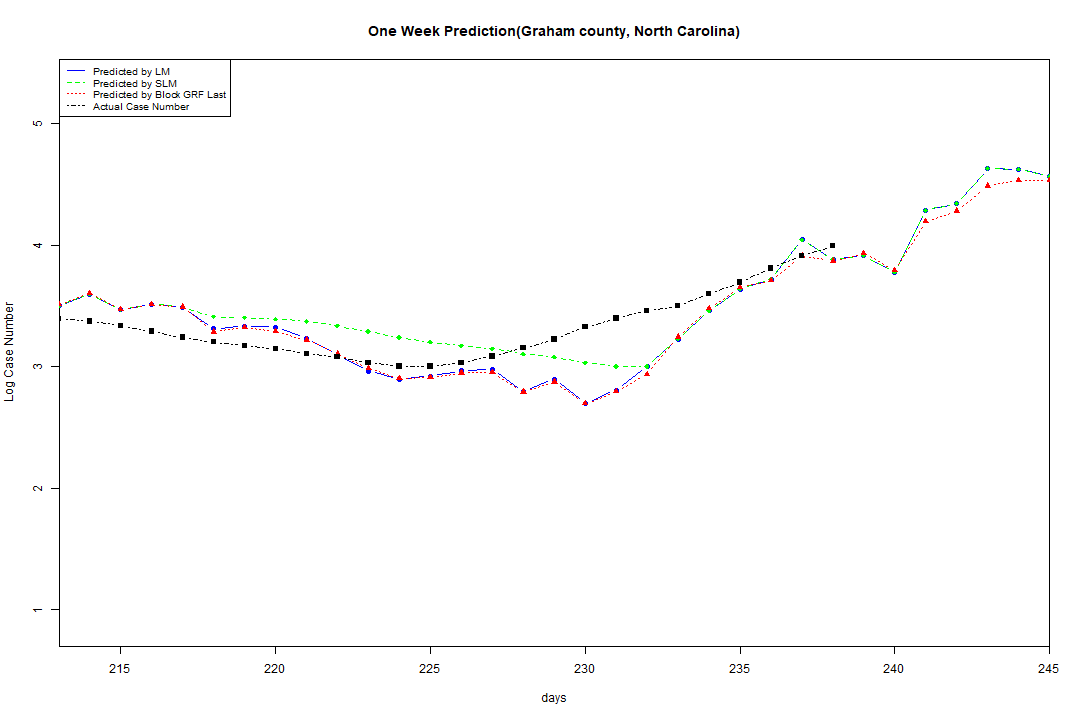 One Week Prediction(Graham county, North Carolina)
Predicted by LM
Predicted by SLM
Predicted by Block GRF Last
Actual Case Number
5
4
3
2
1
Log Case Number
215 220 225 230 235 240 245
days